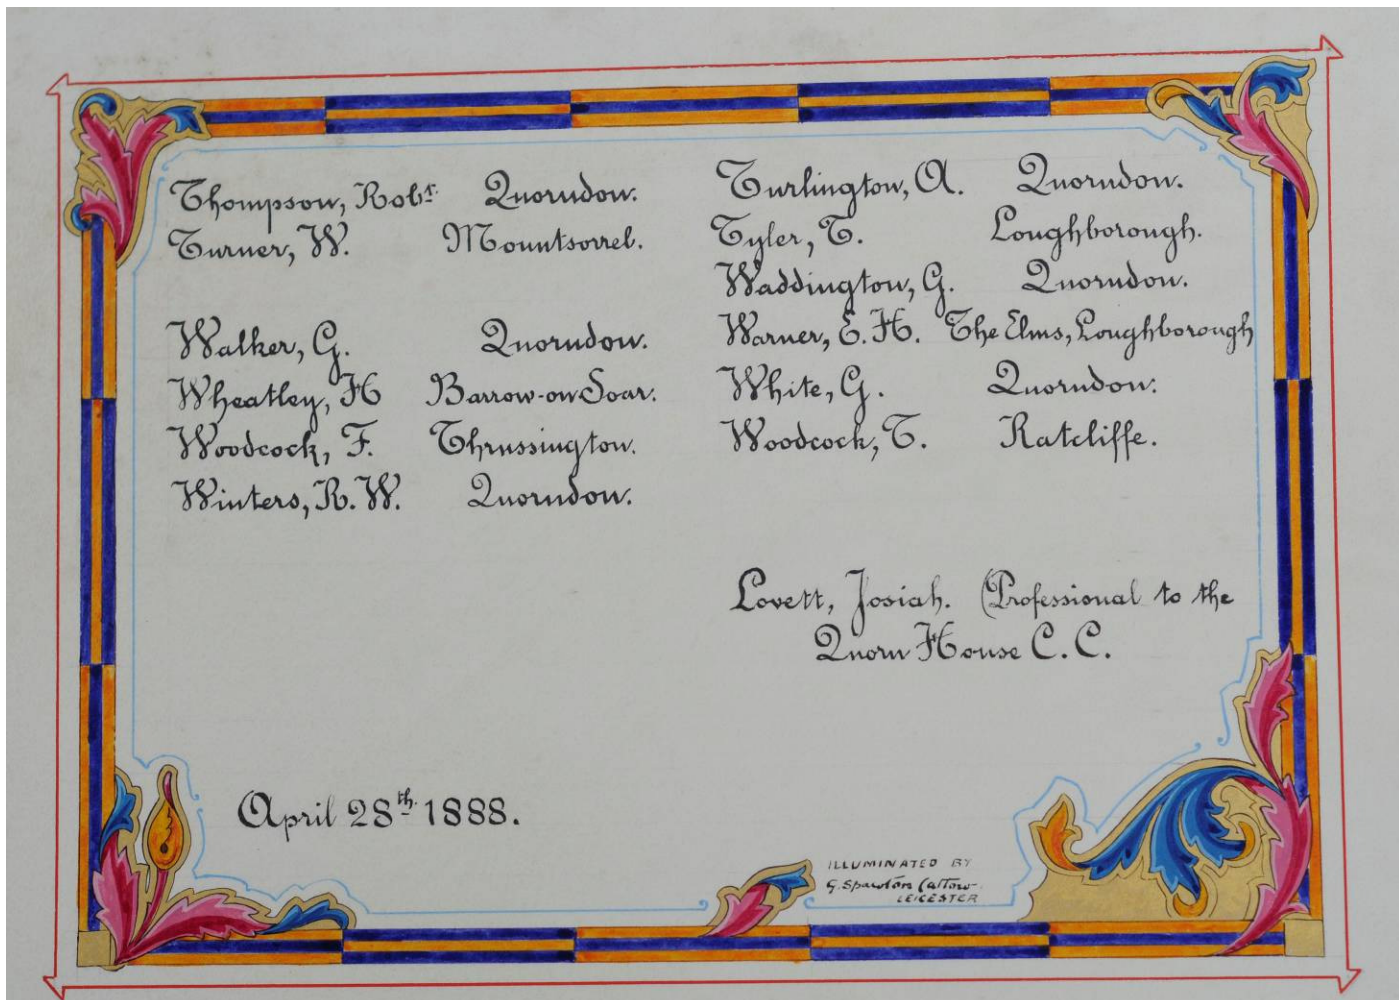 Thompson, Robt. Quorndon.
Turner, W. Mountsorrel.
Walker, G. Quorndon.
Wheatley, H Barrow-on Soar.
Woodcock, F. Thrussington.
Winters, R. W. Quorndon.
Turlington, A. Quorndon.
Tyler, T. Loughborough.
Waddington, G. Quorndon.
Warner, E. H. The Elms, Loughborough
White, G. Quorndon.
Woodcock, T. Ratcliffe.
Lovett, Josiah. (Professional to the
Quorn House C. C.
April 28th 1888.
ILLUMINATED BY
G. Spawton Catlow
LEICESTER